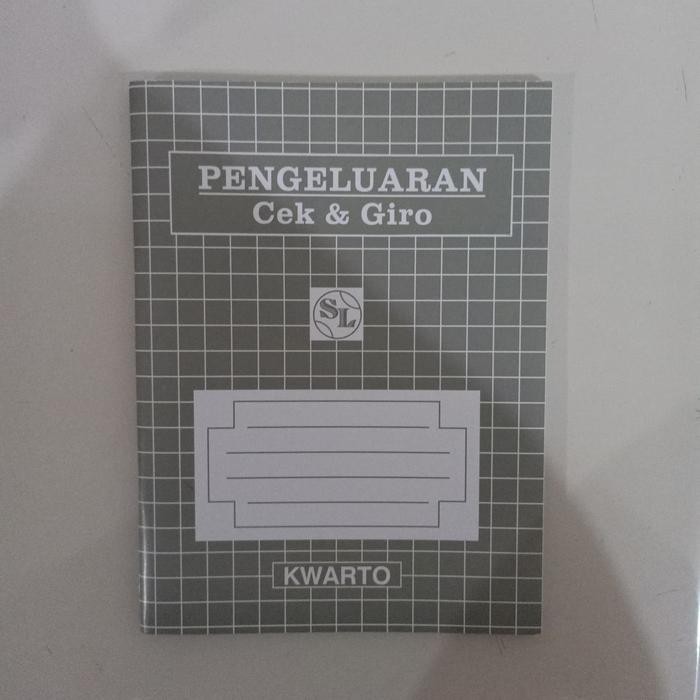 PENGELUARAN
Cek & Giro
SL
KWARTO